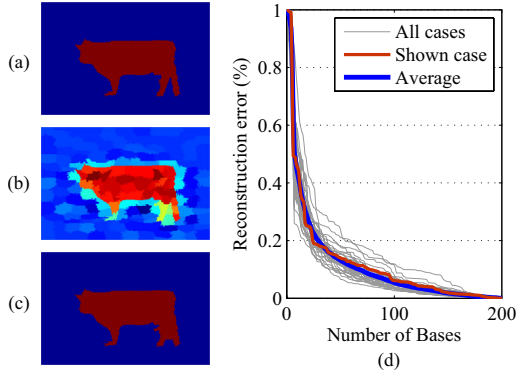 (a)
(b)
(c)
Reconstruction error (%)
1
0.8
0.6
0.4
0.2
0
All cases
Shown case
Average
0 100 200
Number of Bases
(d)